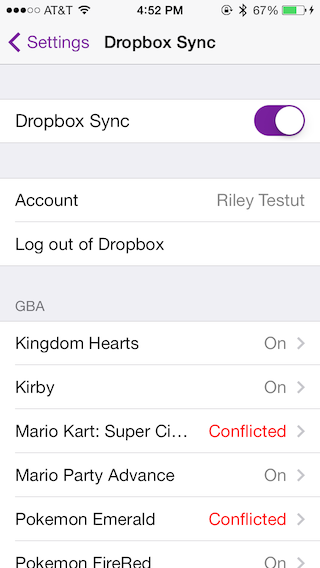 AT&T 4:52 PM 67%
Settings Dropbox Sync
Dropbox Sync
Account Riley Testut
Log out of Dropbox
GBA
Kingdom Hearts On
Kirby On
Mario Kart: Super Ci... Conflicted
Mario Party Advance On
Pokemon Emerald Conflicted
Pokemon FireRed On